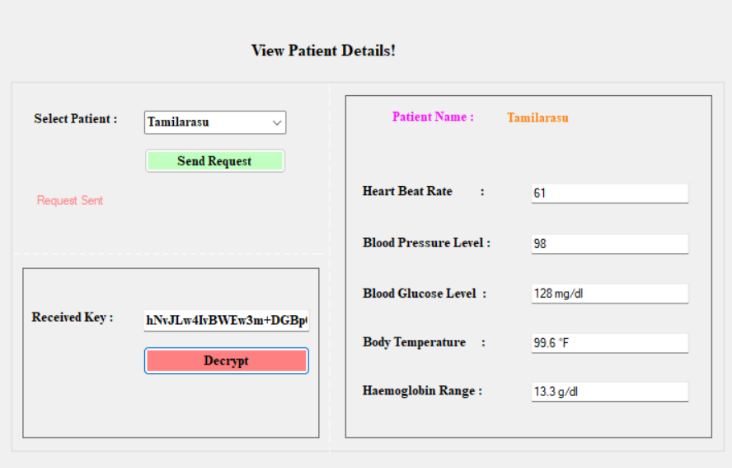 View Patient Details!
Select Patient :
Tamilarasu
Send Request
Request Sent
Received Key :
hNvJLw4IvBWEw3m+DGBp
Decrypt
Patient Name :
Tamilarasu
Heart Beat Rate :
61
Blood Pressure Level :
98
Blood Glucose Level :
128 mg/dl
Body Temperature :
99.6 °F
Haemoglobin Range :
13.3 g/dl